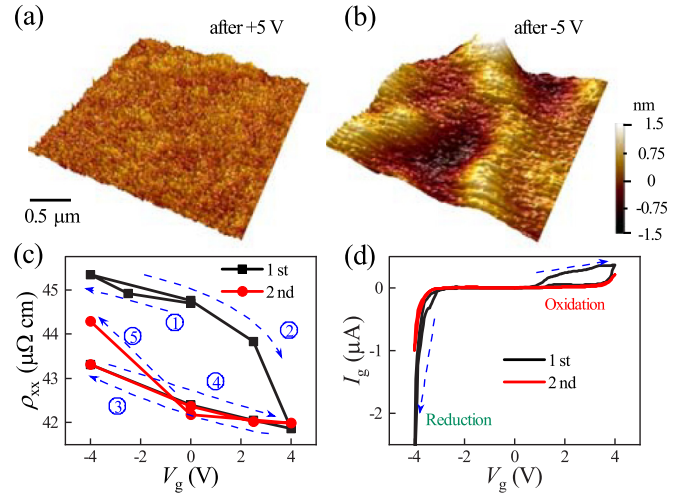 (a)
after +5 V
(b)
after -5 V
0.5 μm
nm
1.5
0.75
0
-0.75
-1.5
(c)
1 st
2 nd
45
44
43
42
ρxx (μΩ cm)
①
②
③
④
⑤
-4 -2 0 2 4
Vg (V)
(d)
Oxidation
1 st
2 nd
Reduction
0
-1
-2
Ig (μA)
-4 -2 0 2 4
Vg (V)